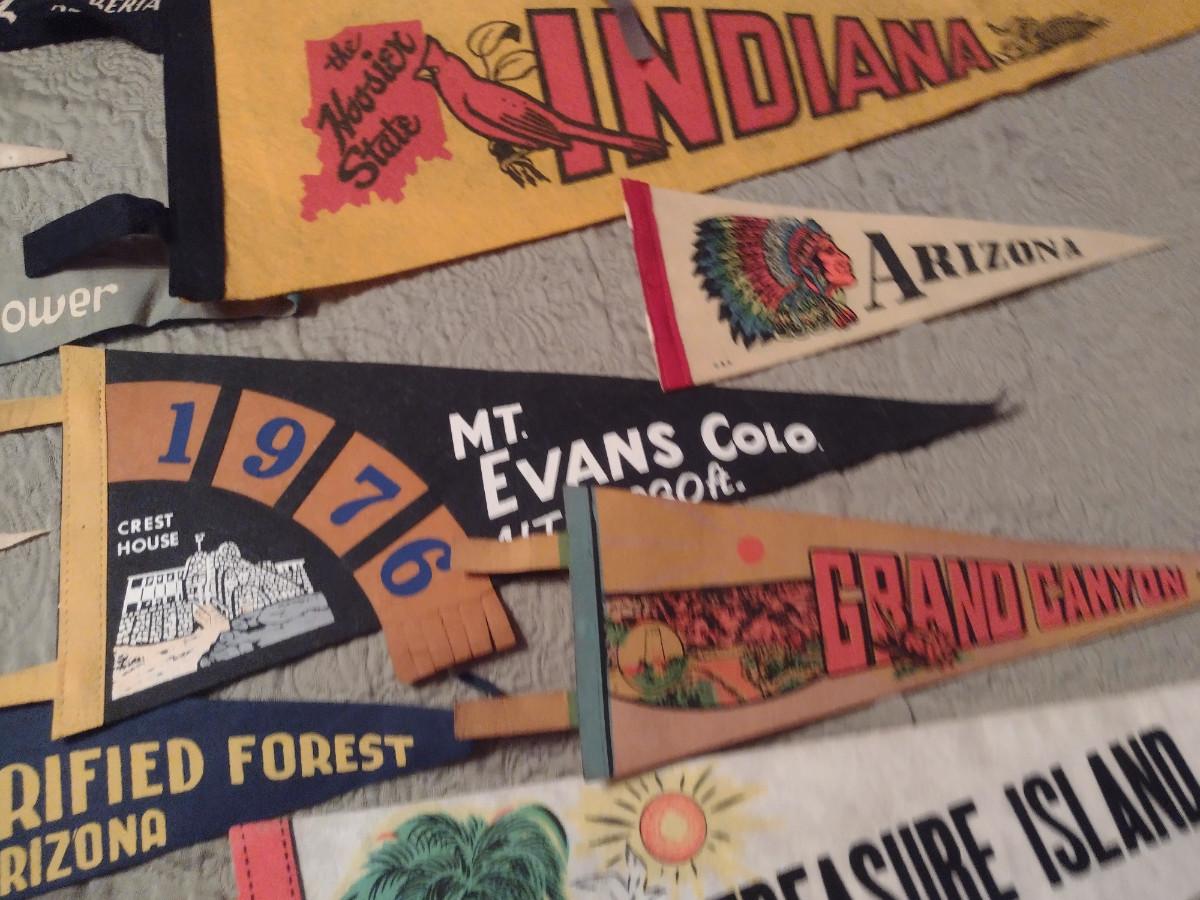 INDIANA
the
Hoosier
State
ower
ARIZONA
1976
MT.
EVANS COLO.
CREST
HOUSE
GRAND CANYON
RIFIED FOREST
RIZONA
TREASURE ISLAND